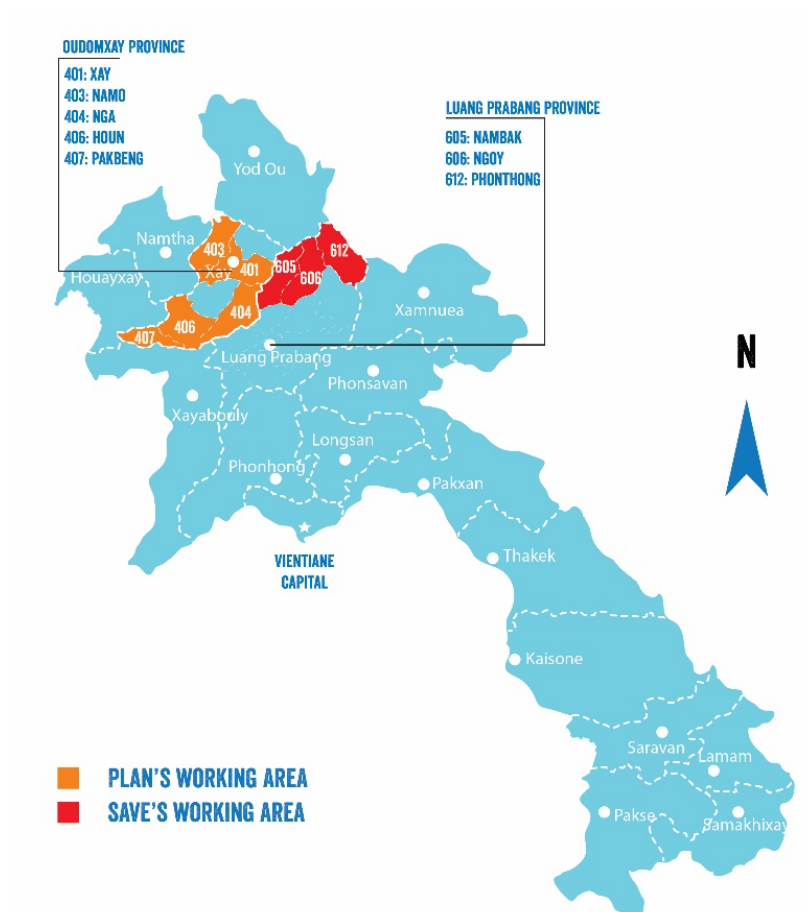 OUDOMXAY PROVINCE
401: XAY
403: NAMO
404: NGA
406: HOUN
407: PAKBENG
LUANG PRABANG PROVINCE
605: NAMBAK
606: NGOY
612: PHONTHONG
Yod Ou
Namtha
403
612
Houayxay
Xay
401
605
606
Xamnuea
404
406
407
Luang Prabang
N
Phonsavan
Xayabouly
Longsan
Phonhong
Pakxan
VIENTIANE
CAPITAL
Thakek
Kaisone
Saravan
Lamam
PLAN'S WORKING AREA
SAVE'S WORKING AREA
Pakse
Samakhixay